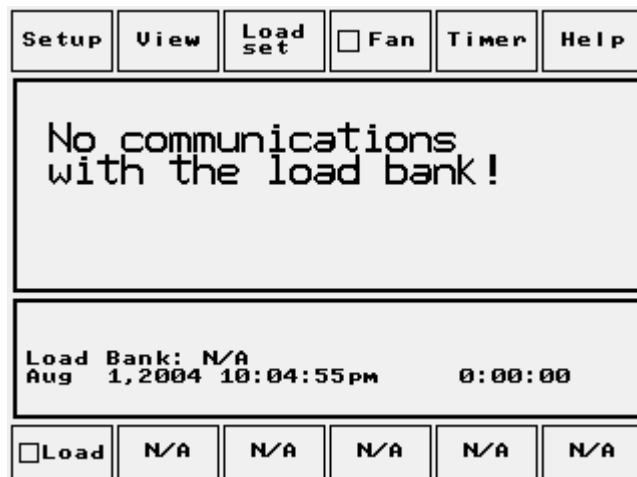 Setup View Load set Fan Timer Help
No communications
with the load bank!
Load Bank: N/A
Aug 1,2004 10:04:55pm 0:00:00
Load N/A N/A N/A N/A N/A